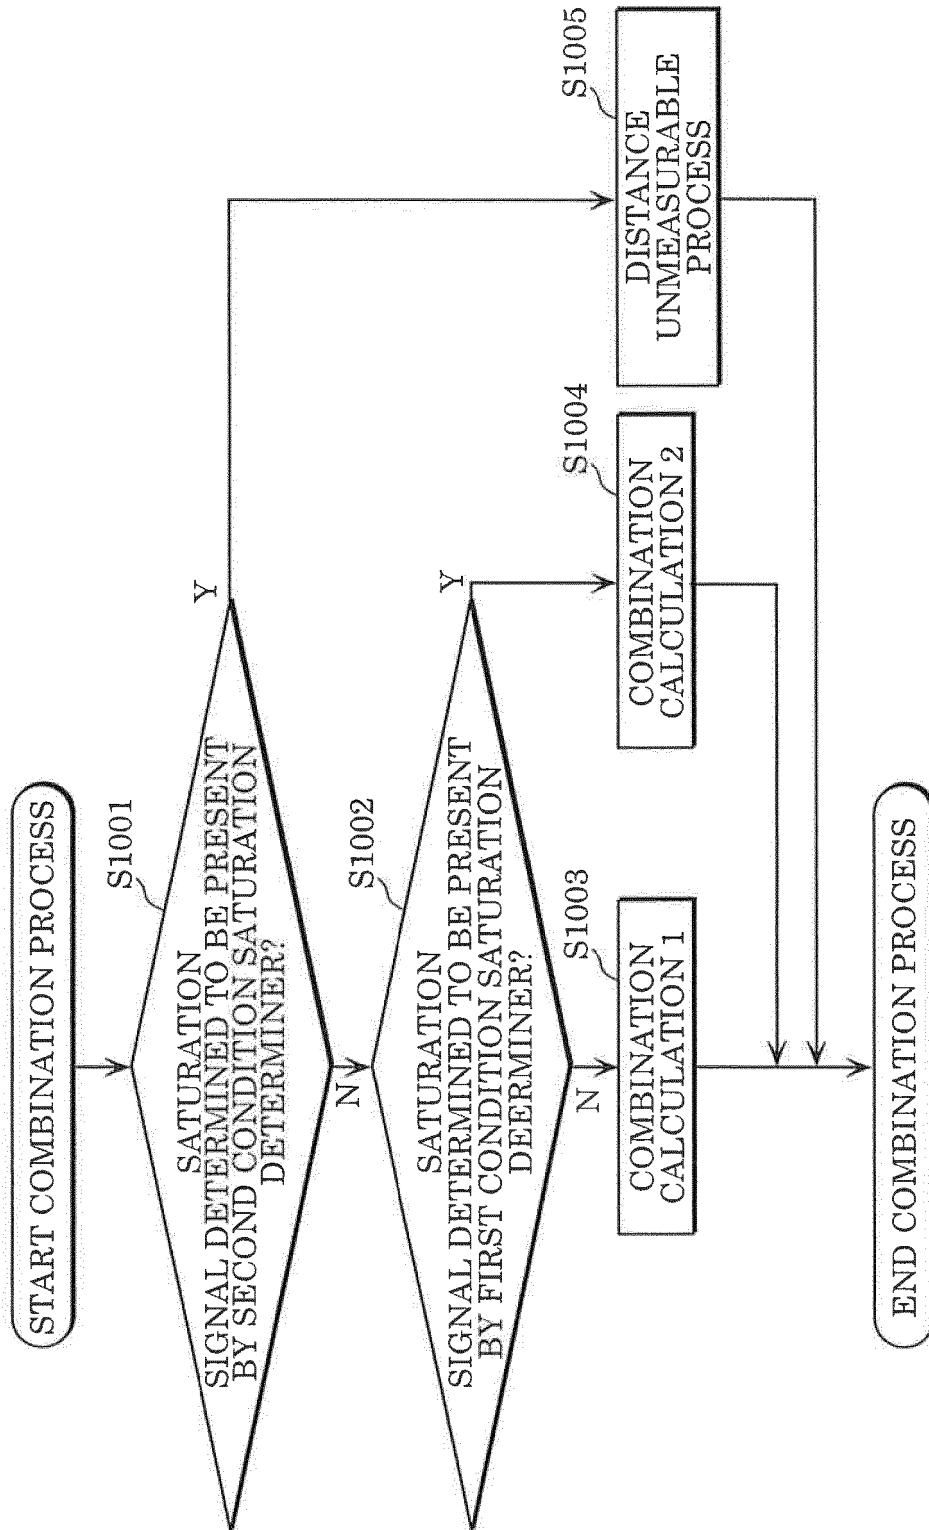 START COMBINATION PROCESS
S1001
SATURATION
SIGNAL DETERMINED TO BE PRESENT
BY SECOND CONDITION SATURATION
DETERMINER?
Y
N
S1002
SATURATION
SIGNAL DETERMINED TO BE PRESENT
BY FIRST CONDITION SATURATION
DEERMINER?
Y
N
S1003
COMBINATION
CALCULATION 1
S1004
COMBINATION
CALCULATION 2
S1005
DISTANCE
UNMEASURABLE
PROCESS
END COMBINATION PROCESS